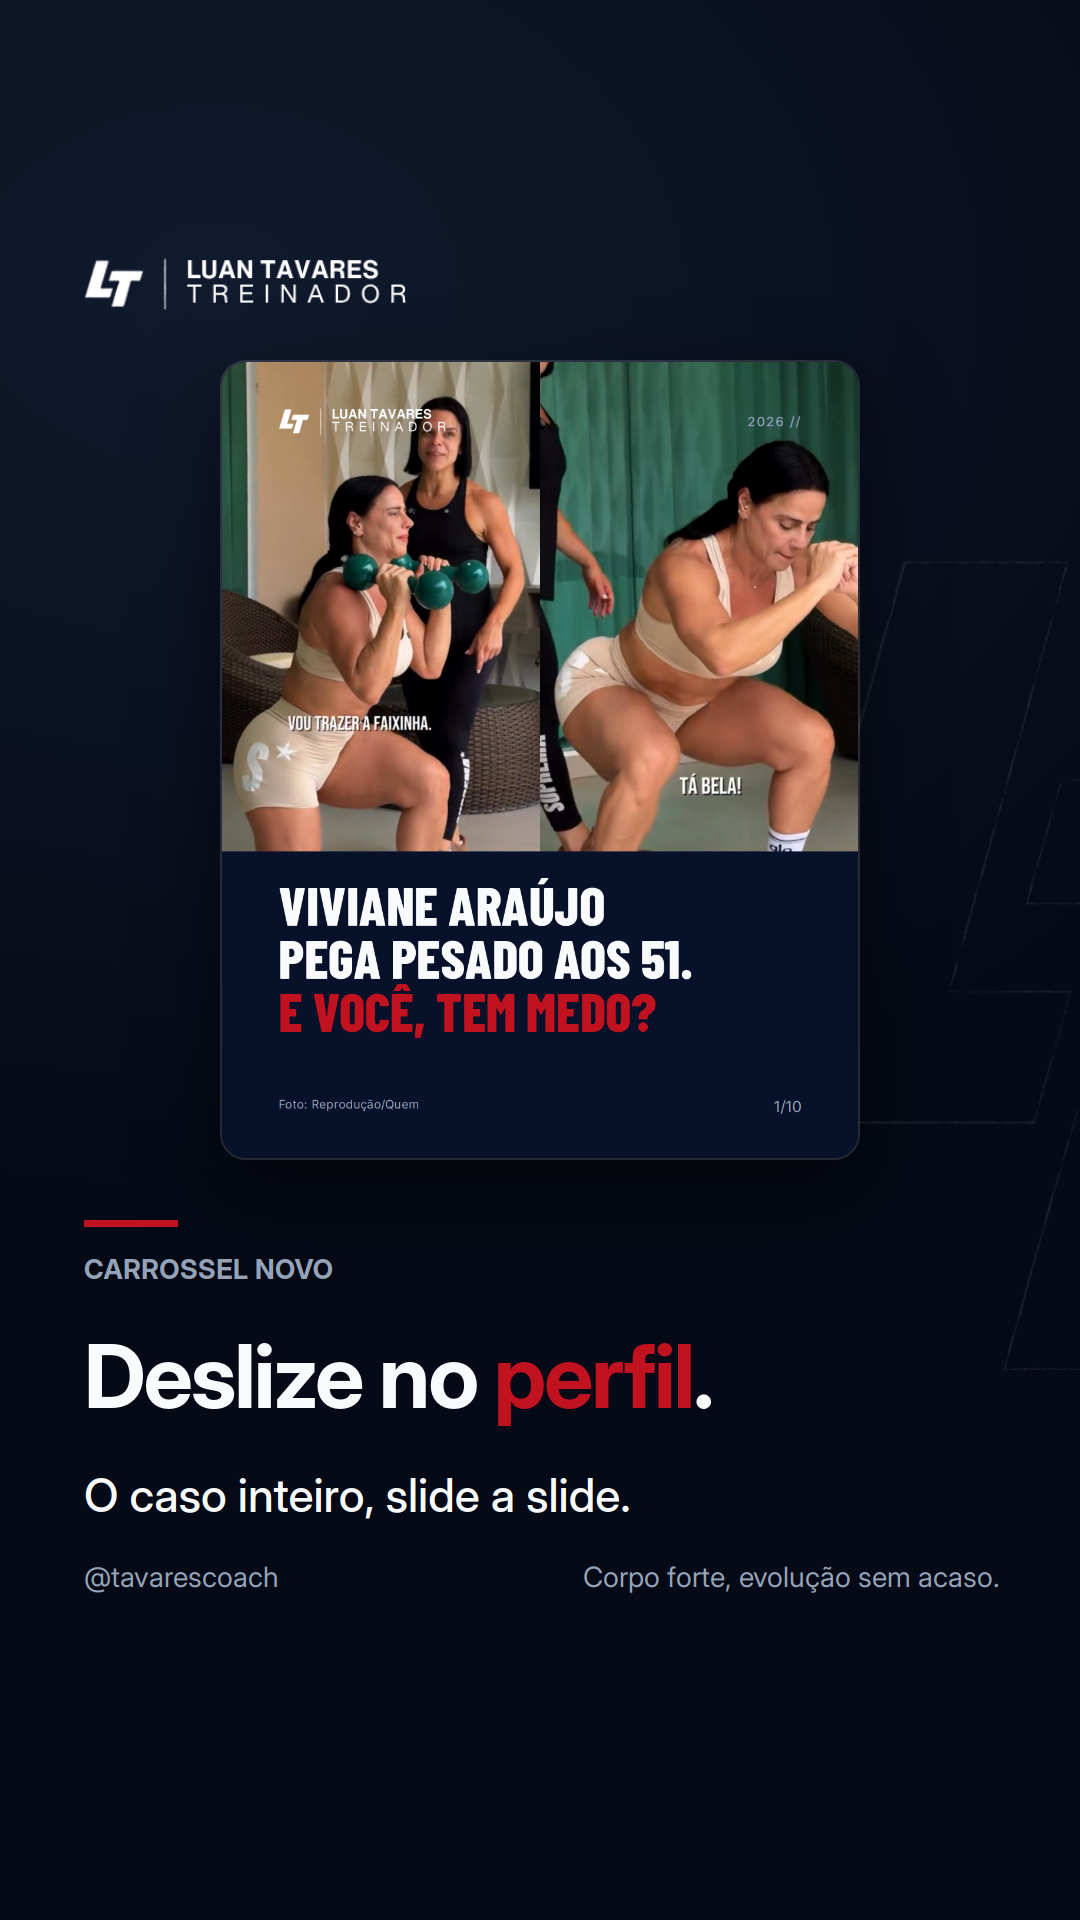 LT
LUAN TAVARES
TREINADOR
LT
LUAN TAVARES
TREINADOR
2026 //
VOU TRAZER A FAIXINHA.
S
SUPREMA
TÁ BELA!
VIVIANE ARAÚJO
PEGA PESADO AOS 51.
E VOCÊ, TEM MEDO?
Foto: Reprodução/Quem
1/10
CARROSSEL NOVO
Deslize no perfil.
O caso inteiro, slide a slide.
@tavarescoach
Corpo forte, evolução sem acaso.